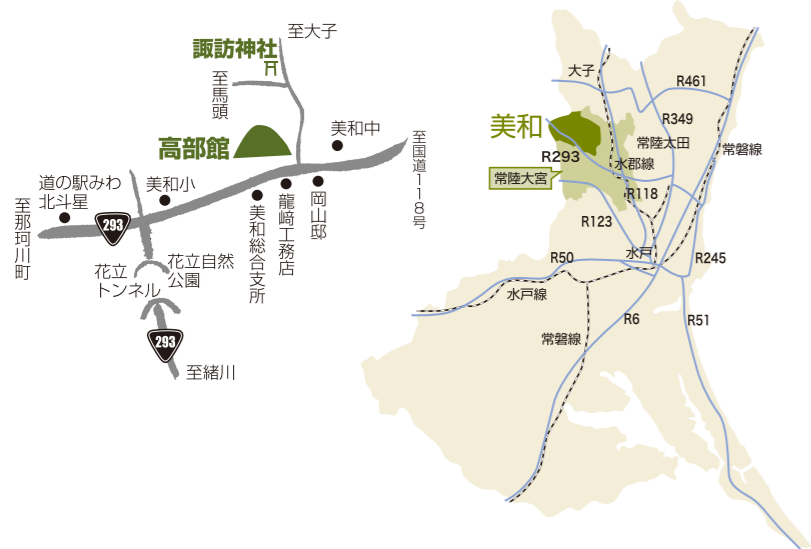 至大子
諏訪神社
至馬頭
高部館
美和中
至国道118号
道の駅みわ
北斗星
美和小
至那珂川町
293
美和総合支所
龍﨑工務店
岡山邸
花立
トンネル
花立自然
公園
293
至緒川
大子
R461
美和
R349
常陸太田
常磐線
R293
水郡線
常陸大宮
R118
R123
水戸
R50
R245
水戸線
R6
R51
常磐線